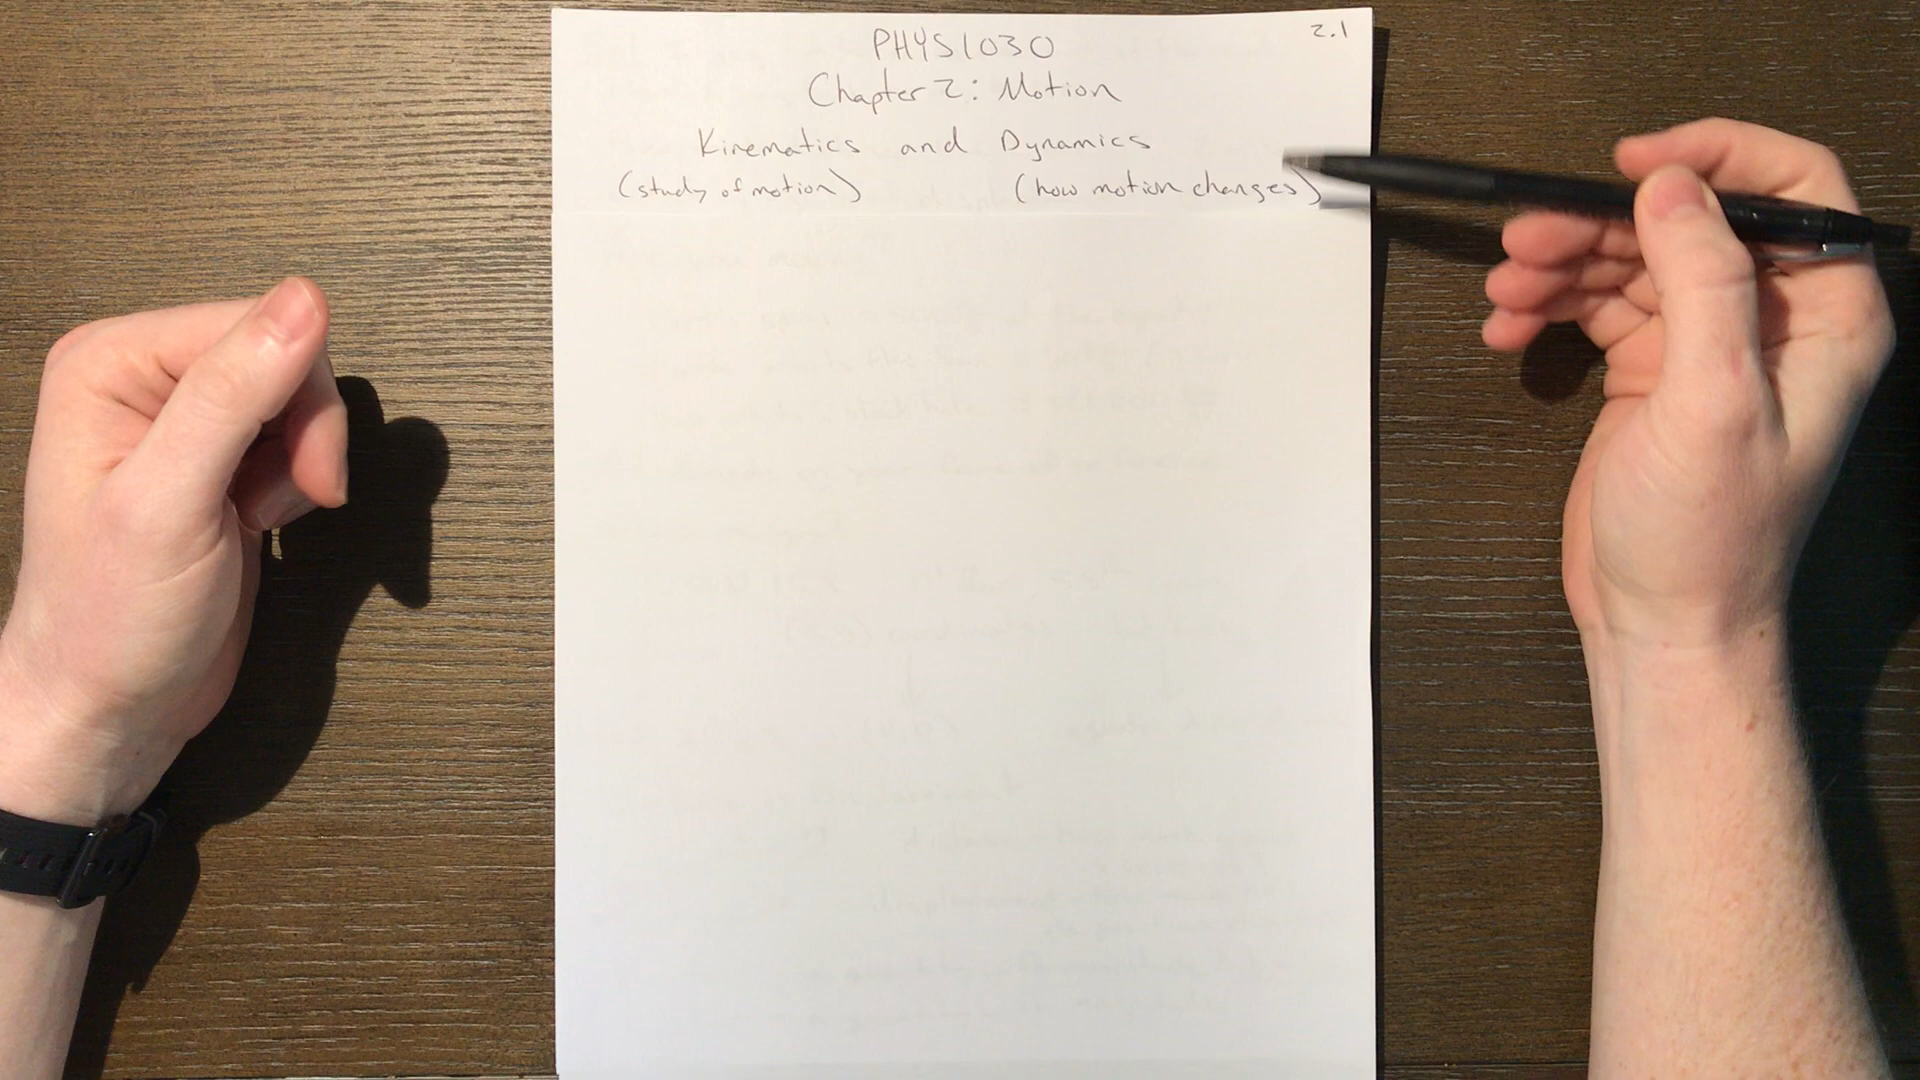 2.1
PHYS1030
Chapter 2: Motion
Kinematics and Dynamics
(study of motion) (how motion changes)